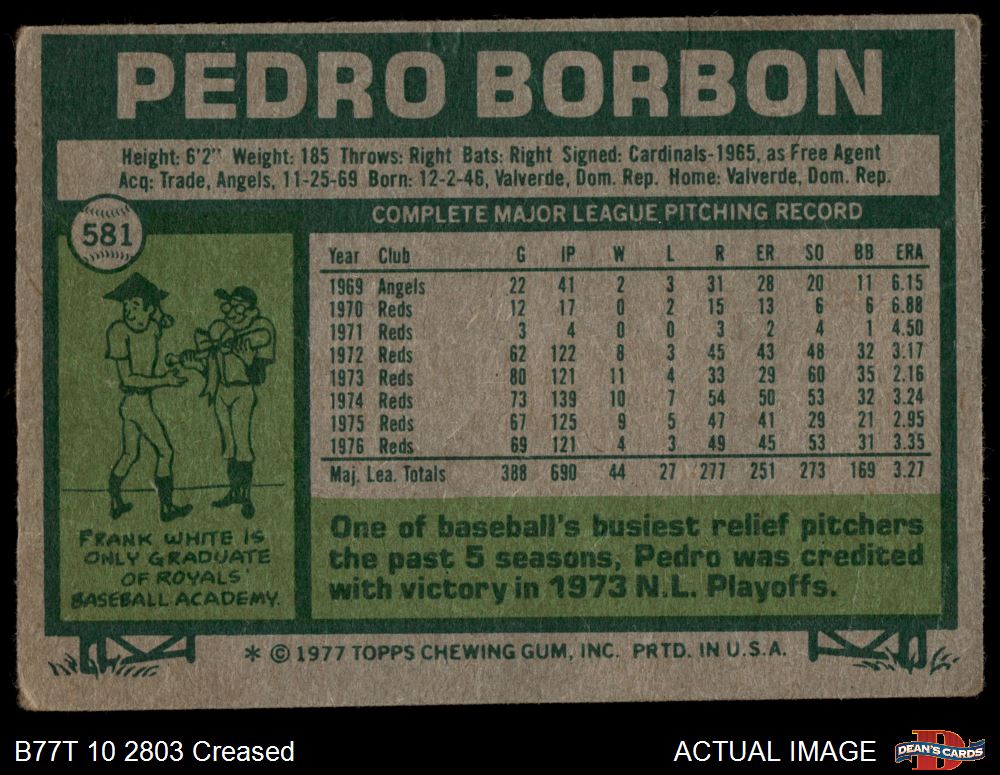 PEDRO BORBON
Height: 6'2" Weight: 185 Throws: Right Bats: Right Signed: Cardinals-1965, as Free Agent
Acq: Trade, Angels, 11-25-69 Born: 12-2-46, Valverde, Dom. Rep. Home: Valverde, Dom. Rep.
581
COMPLETE MAJOR LEAGUE PITCHING RECORD
Year Club G IP W L R ER SO BB ERA
1969 Angels 22 41 2 3 31 28 20 11 6.15
1970 Reds 12 17 0 2 15 13 6 6 6.88
1971 Reds 3 4 0 0 3 2 4 1 4.50
1972 Reds 62 122 8 3 45 43 48 32 3.17
1973 Reds 80 121 11 4 33 29 60 35 2.16
1974 Reds 73 139 10 7 54 50 53 32 3.24
1975 Reds 67 125 9 5 47 41 29 21 2.95
1976 Reds 69 121 4 3 49 45 53 31 3.35
Maj. Lea. Totals 388 690 44 27 277 251 273 169 3.27
FRANK WHITE IS
ONLY GRADUATE
OF ROYALS'
BASEBALL ACADEMY.
One of baseball's busiest relief pitchers
the past 5 seasons, Pedro was credited
with victory in 1973 N.L. Playoffs.
* © 1977 TOPPS CHEWING GUM, INC. PRTD. IN U.S.A.
B77T 10 2803 Creased
ACTUAL IMAGE
D
DEAN'S CARDS